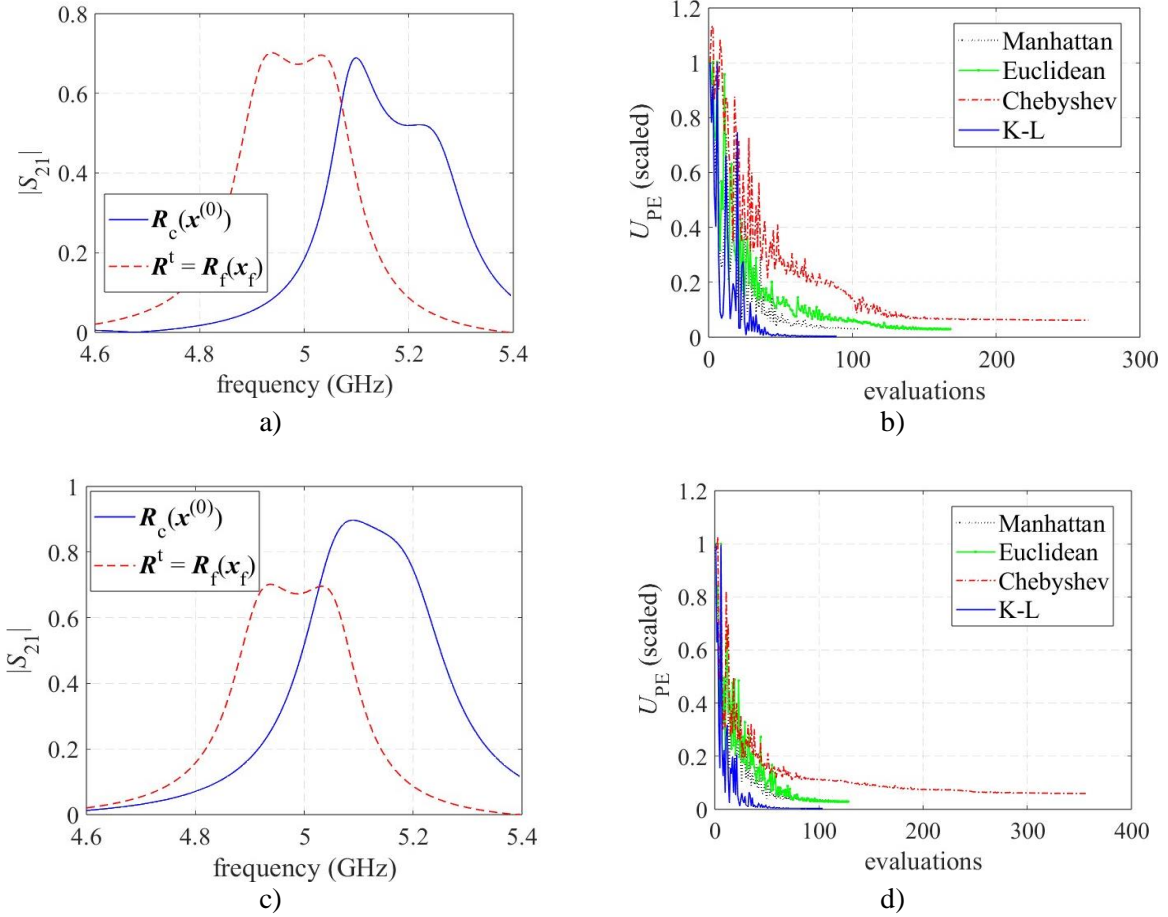 0.8
0.6
0.4
0.2
0
|S21|
Rc(x(0))
Rt = Rf(xf)
4.6 4.8 5 5.2 5.4
frequency (GHz)
a)
1.2
1
0.8
0.6
0.4
0.2
0
UPE (scaled)
Manhattan
Euclidean
Chebyshev
K-L
0 100 200 300
evaluations
b)
1
0.8
0.6
0.4
0.2
0
|S21|
Rc(x(0))
Rt = Rf(xf)
4.6 4.8 5 5.2 5.4
frequency (GHz)
c)
1.2
1
0.8
0.6
0.4
0.2
0
UPE (scaled)
Manhattan
Euclidean
Chebyshev
K-L
0 100 200 300 400
evaluations
d)